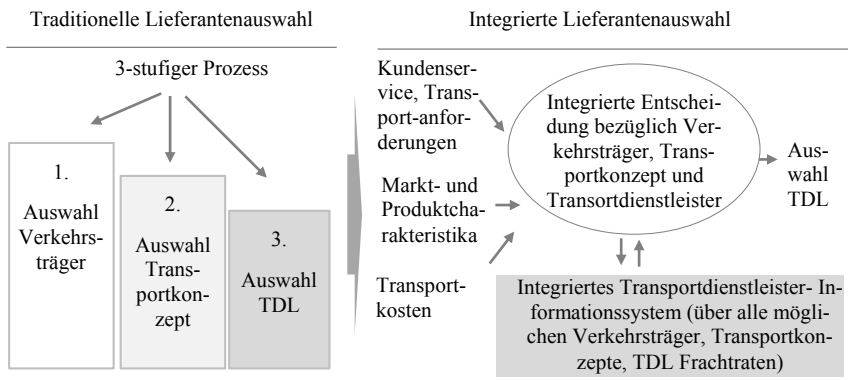 Traditionelle Lieferantenauswahl
3-stufiger Prozess
1.
Auswahl
Verkehrs-
träger
2.
Auswahl
Trans-
portkon-
zept
3.
Auswahl
TDL
Integrierte Lieferantenauswahl
Kundenser-
vice, Trans-
port-anfor-
derungen
Markt- und
Produktcha-
rakteristika
Transport-
kosten
Integrierte Entschei-
dung bezüglich Ver-
kehrsträger, Trans-
portkonzept und
Transortdienstleister
Aus-
wahl
TDL
Integriertes Transportdienstleister- In-
formationssystem (über alle mögli-
chen Verkehrsträger, Transportkon-
zepte, TDL Frachtraten)